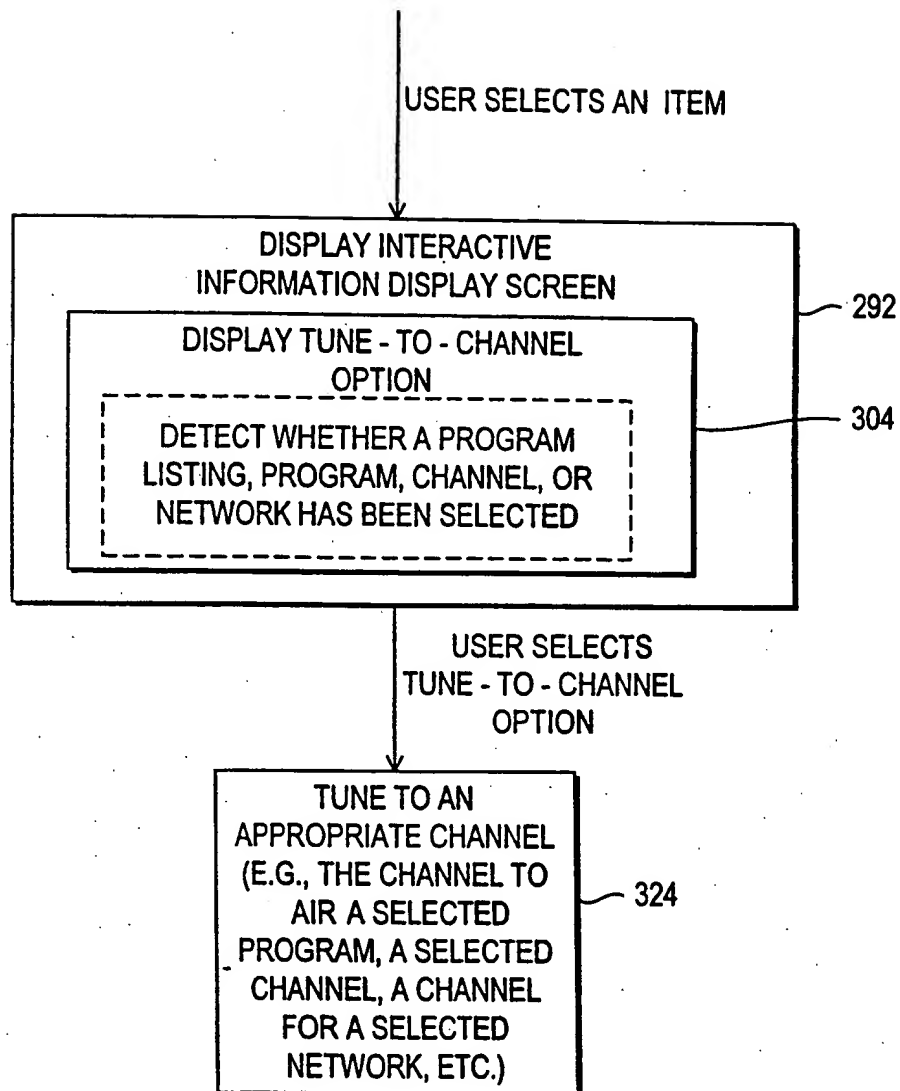 USER SELECTS AN ITEM
DISPLAY INTERACTIVE
INFORMATION DISPLAY SCREEN
292
DISPLAY TUNE - TO - CHANNEL
OPTION
304
DETECT WHETHER A PROGRAM
LISTING, PROGRAM, CHANNEL, OR
NETWORK HAS BEEN SELECTED
USER SELECTS
TUNE - TO - CHANNEL
OPTION
TUNE TO AN
APPROPRIATE CHANNEL
(E.G., THE CHANNEL TO
AIR A SELECTED
PROGRAM, A SELECTED
CHANNEL, A CHANNEL
FOR A SELECTED
NETWORK, ETC.)
324